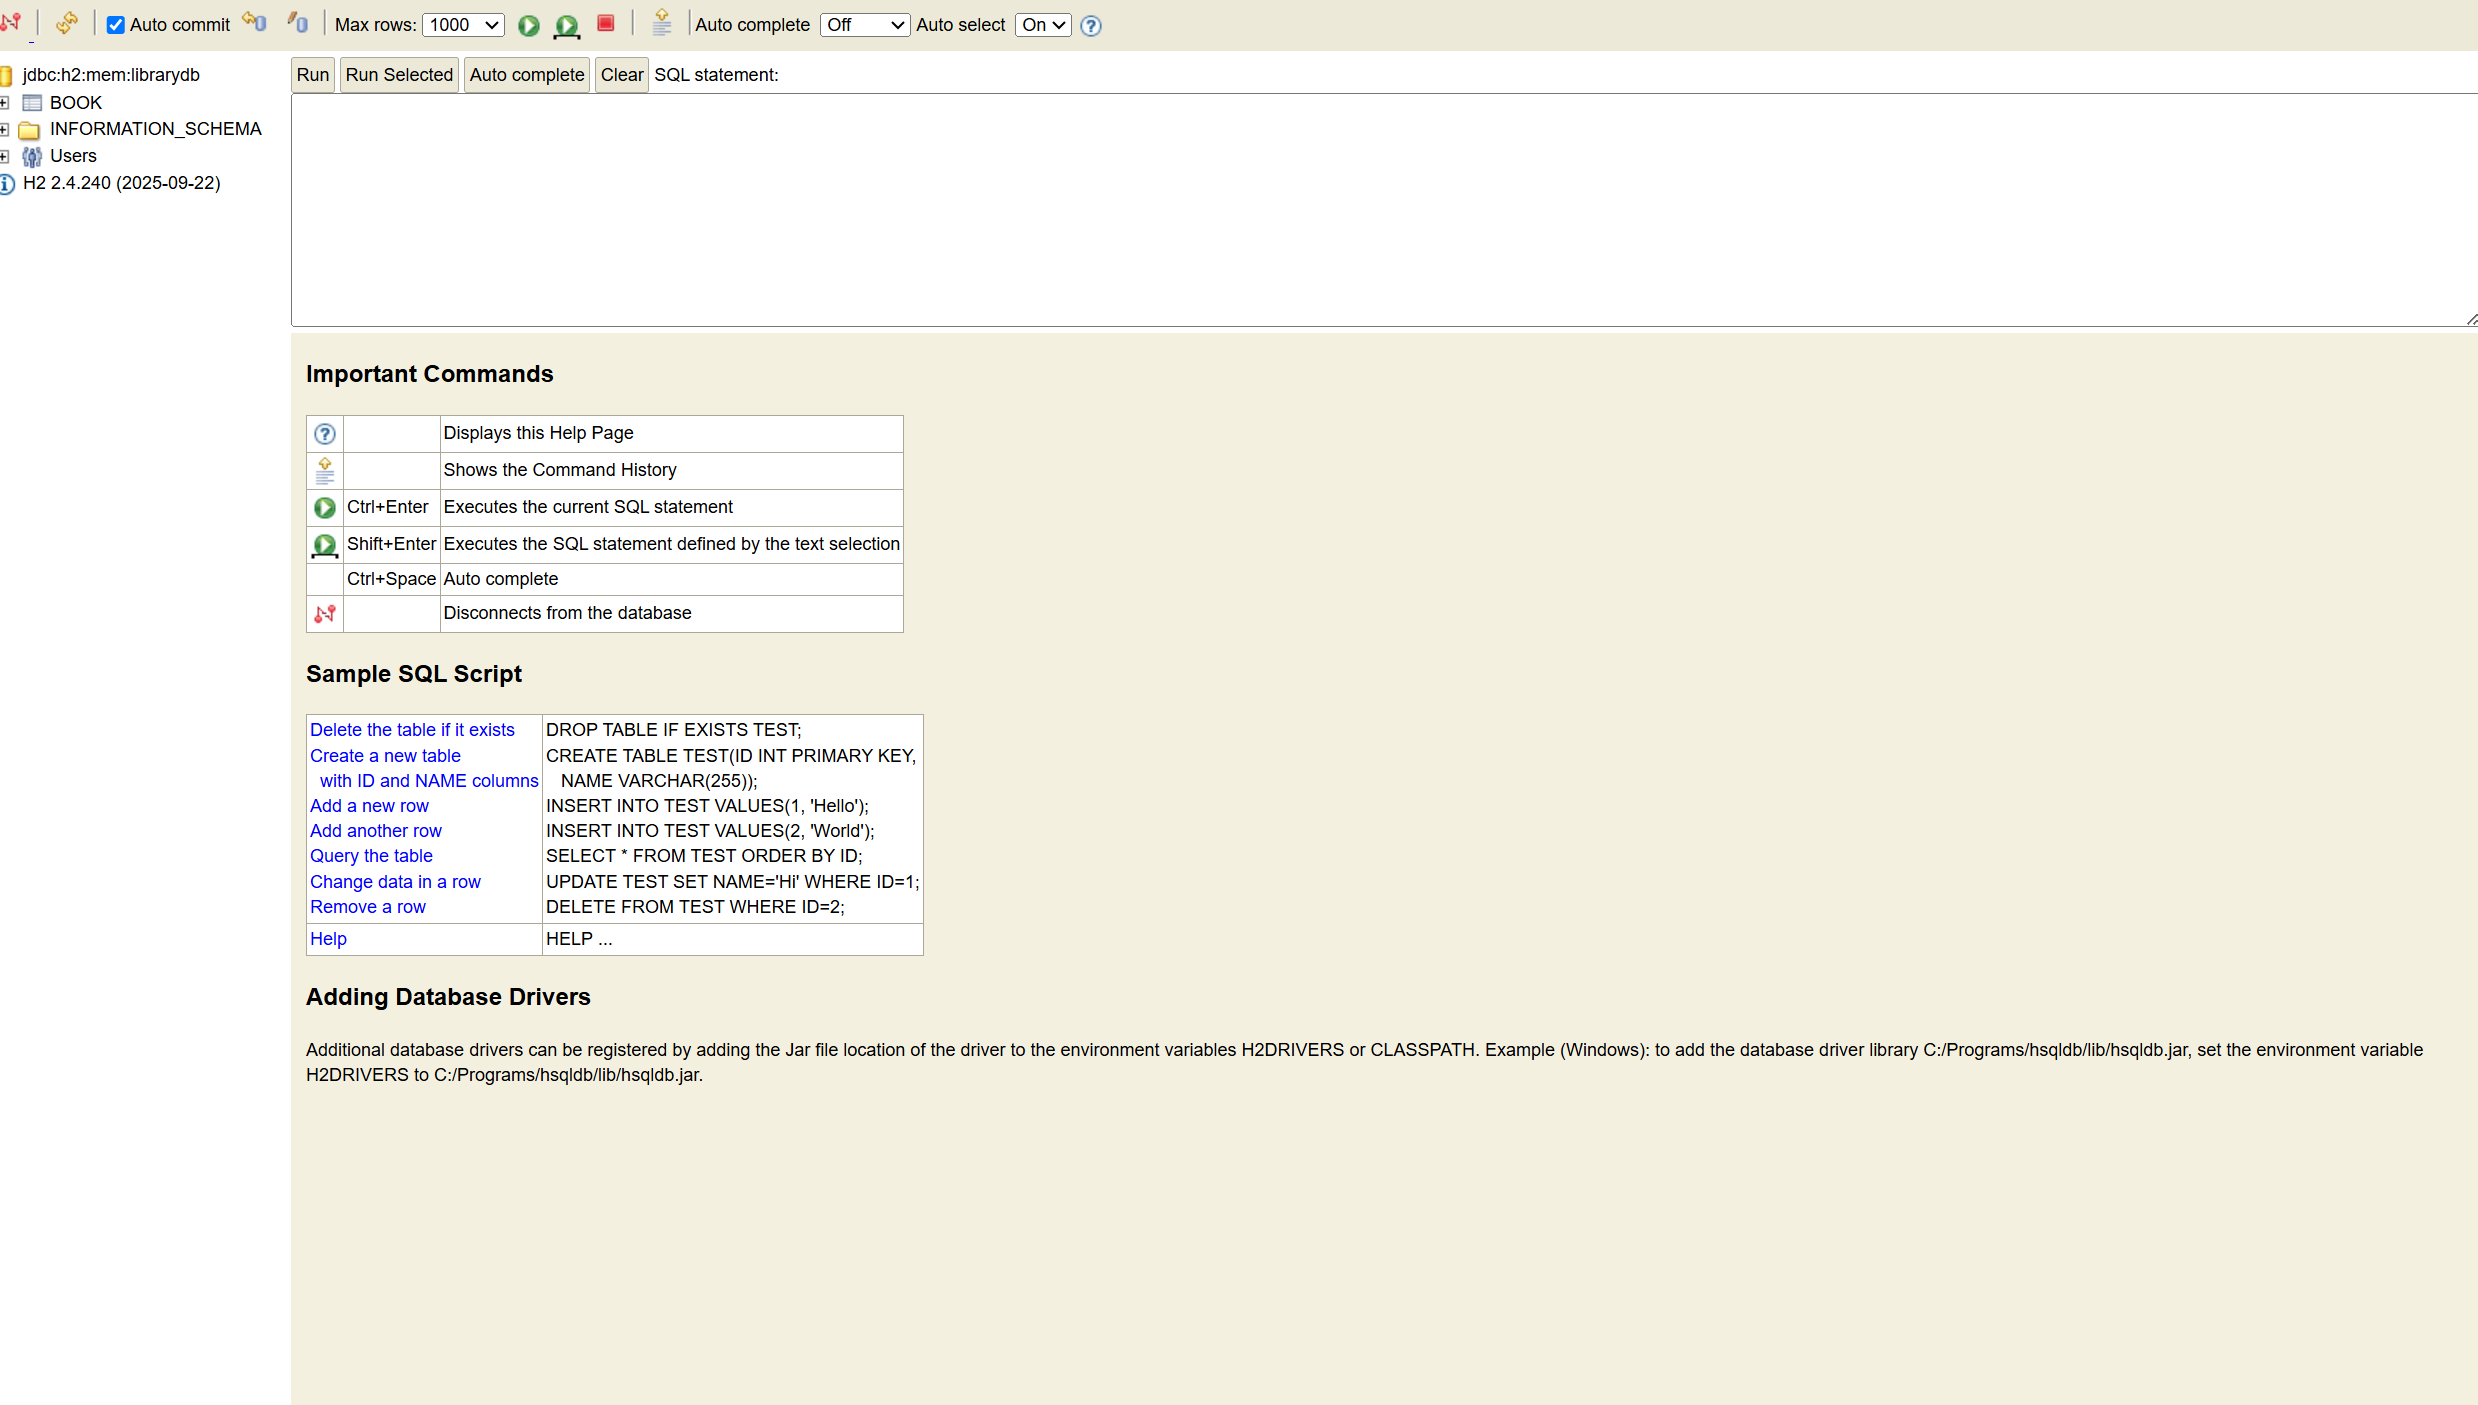 Auto commit Max rows: 1000 Auto complete Off Auto select On
jdbc:h2:mem:librarydb
BOOK
INFORMATION_SCHEMA
Users
H2 2.4.240 (2025-09-22)
Run Run Selected Auto complete Clear SQL statement:
Important Commands
Displays this Help Page
Shows the Command History
Ctrl+Enter Executes the current SQL statement
Shift+Enter Executes the SQL statement defined by the text selection
Ctrl+Space Auto complete
Disconnects from the database
Sample SQL Script
Delete the table if it exists DROP TABLE IF EXISTS TEST;
Create a new table CREATE TABLE TEST(ID INT PRIMARY KEY,
with ID and NAME columns NAME VARCHAR(255));
Add a new row INSERT INTO TEST VALUES(1, 'Hello');
Add another row INSERT INTO TEST VALUES(2, 'World');
Query the table SELECT * FROM TEST ORDER BY ID;
Change data in a row UPDATE TEST SET NAME='Hi' WHERE ID=1;
Remove a row DELETE FROM TEST WHERE ID=2;
Help HELP ...
Adding Database Drivers
Additional database drivers can be registered by adding the Jar file location of the driver to the environment variables H2DRIVERS or CLASSPATH. Example (Windows): to add the database driver library C:/Programs/hsqldb/lib/hsqldb.jar, set the environment variable
H2DRIVERS to C:/Programs/hsqldb/lib/hsqldb.jar.